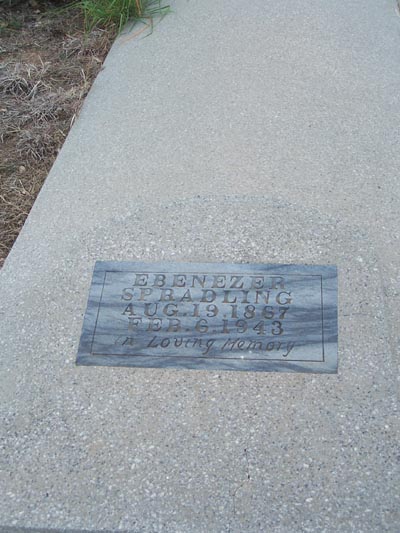 EBENEZER
SPRADLING
AUG. 19. 1867
FEB. 6. 1943
In Loving Memory